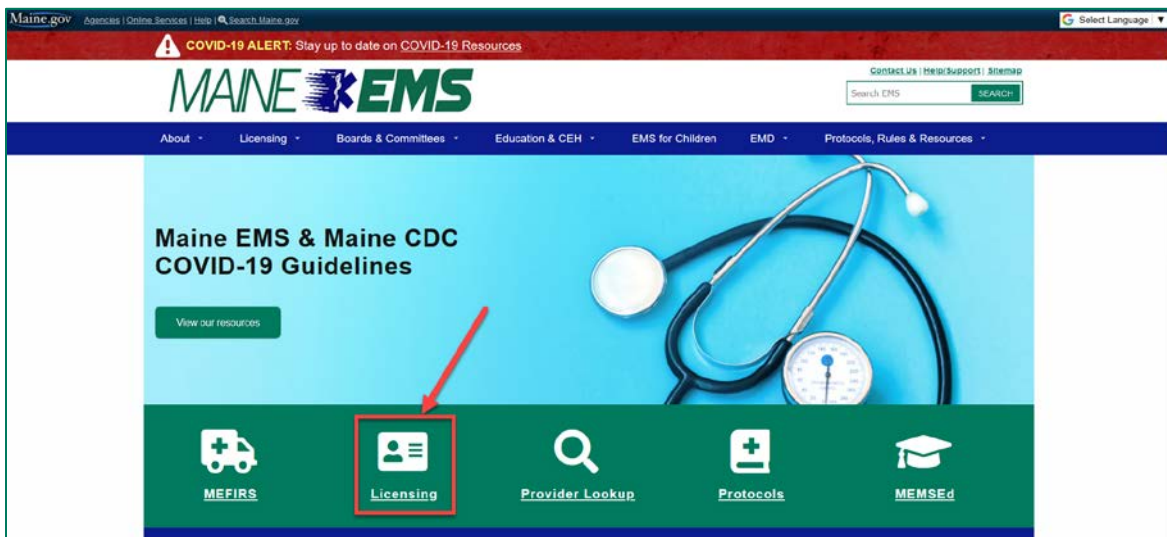 Maine.gov Agencies | Online Services | Help | Search Maine.gov Select Language ▼
COVID-19 ALERT: Stay up to date on COVID-19 Resources
Contact Us | Help/Support | Sitemap
MAINE EMS
Search EMS SEARCH
About Licensing Boards & Committees Education & CEH EMS for Children EMD Protocols, Rules & Resources
Maine EMS & Maine CDC
COVID-19 Guidelines
View our resources
MEFIRS Licensing Provider Lookup Protocols MEMSEd